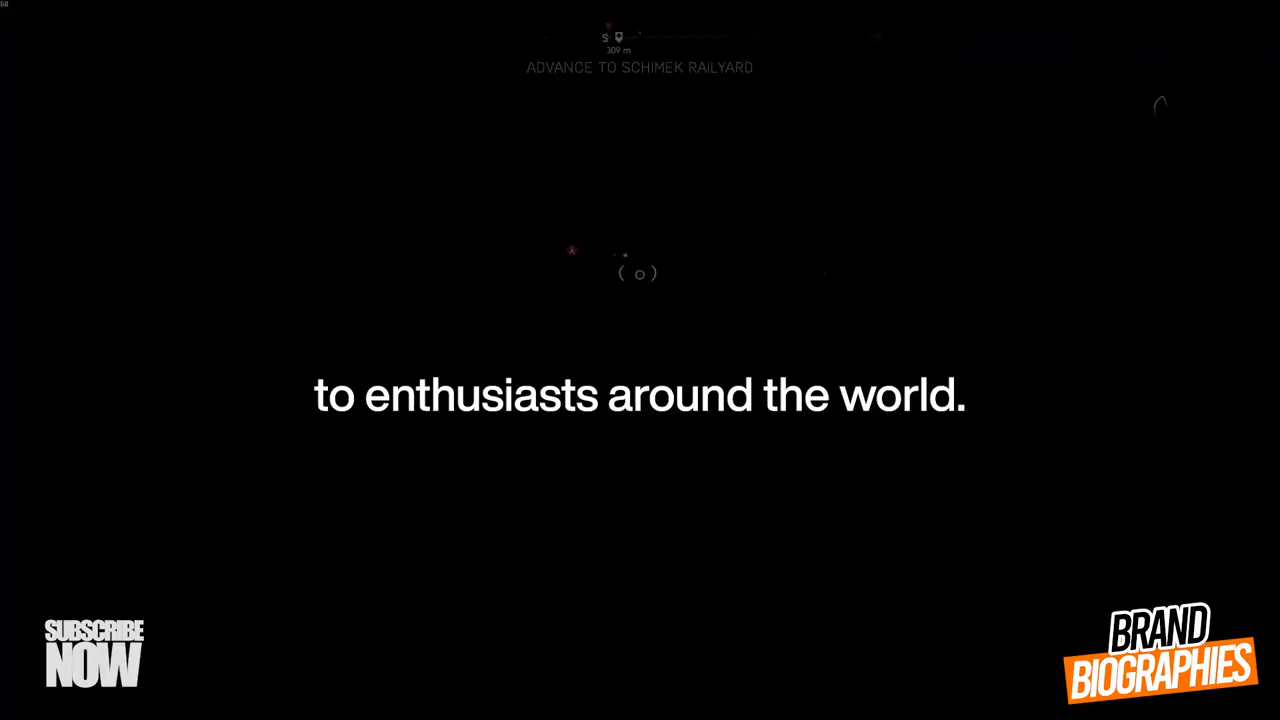 S
309 m
ADVANCE TO SCHIMEK RAILYARD
to enthusiasts around the world.
SUBSCRIBE
NOW
BRAND
BIOGRAPHIES